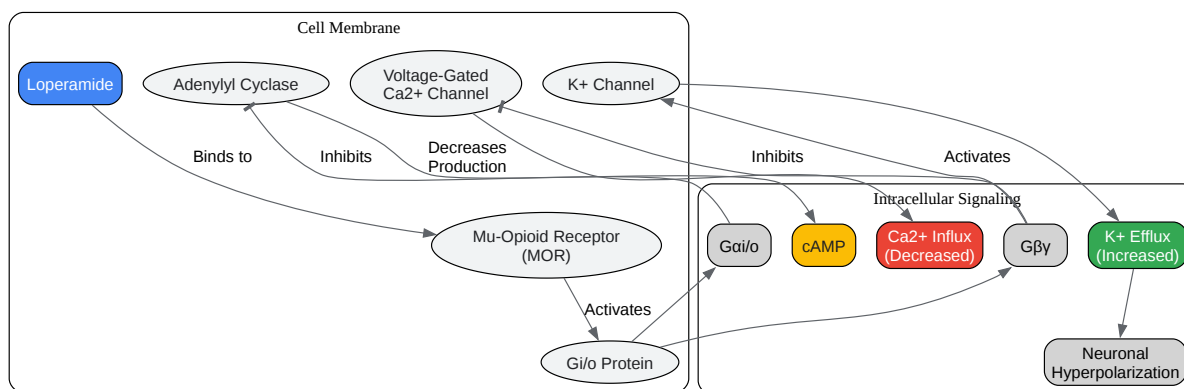 Cell Membrane
Loperamide
Adenylyl Cyclase
Voltage-Gated
Ca2+ Channel
K+ Channel
Binds to
Inhibits
Decreases
Production
Inhibits
Activates
Intracellular Signaling
Mu-Opioid Receptor
(MOR)
Gαi/o
cAMP
Ca2+ Influx
(Decreased)
Gβγ
K+ Efflux
(Increased)
Activates
Gi/o Protein
Neuronal
Hyperpolarization